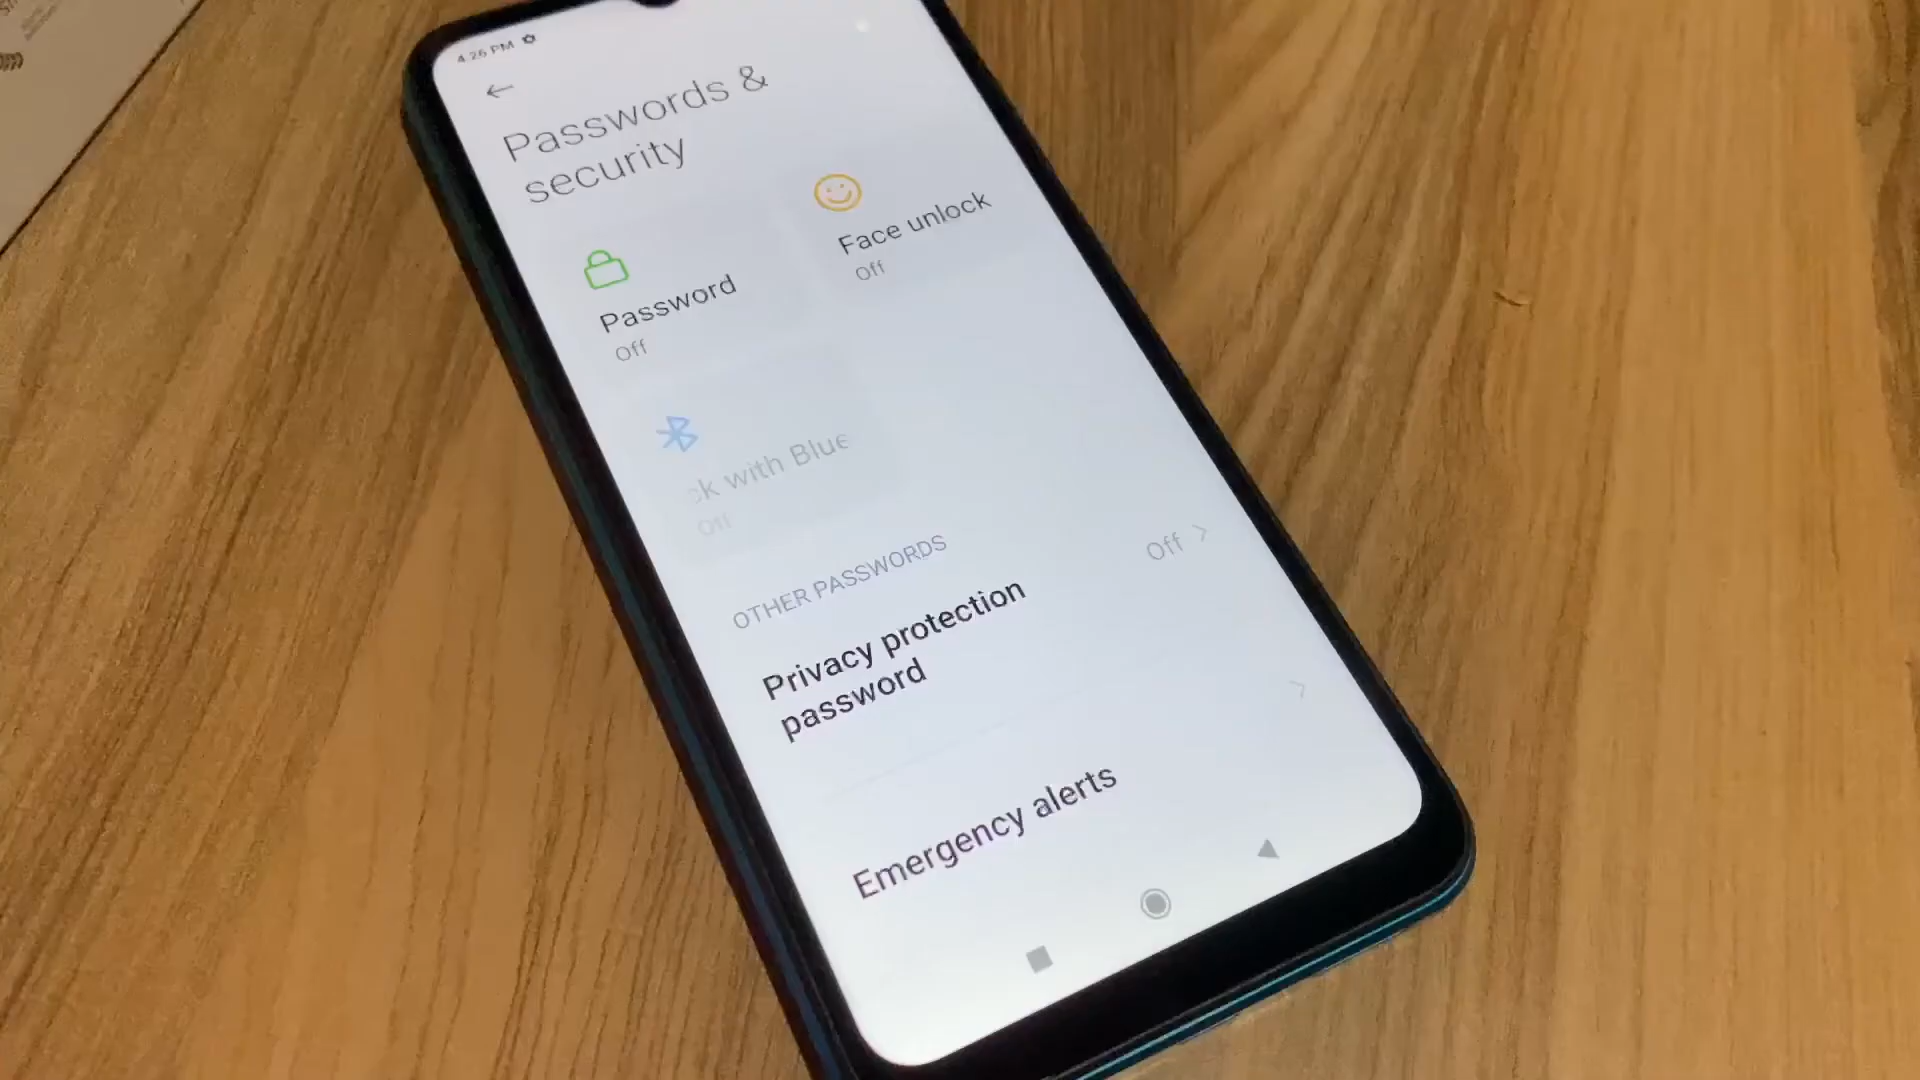 4:26 PM
Passwords &
security
Face unlock
Off
Password
Off
ck with Blue
Off
OTHER PASSWORDS
Privacy protection
password
Off
Emergency alerts